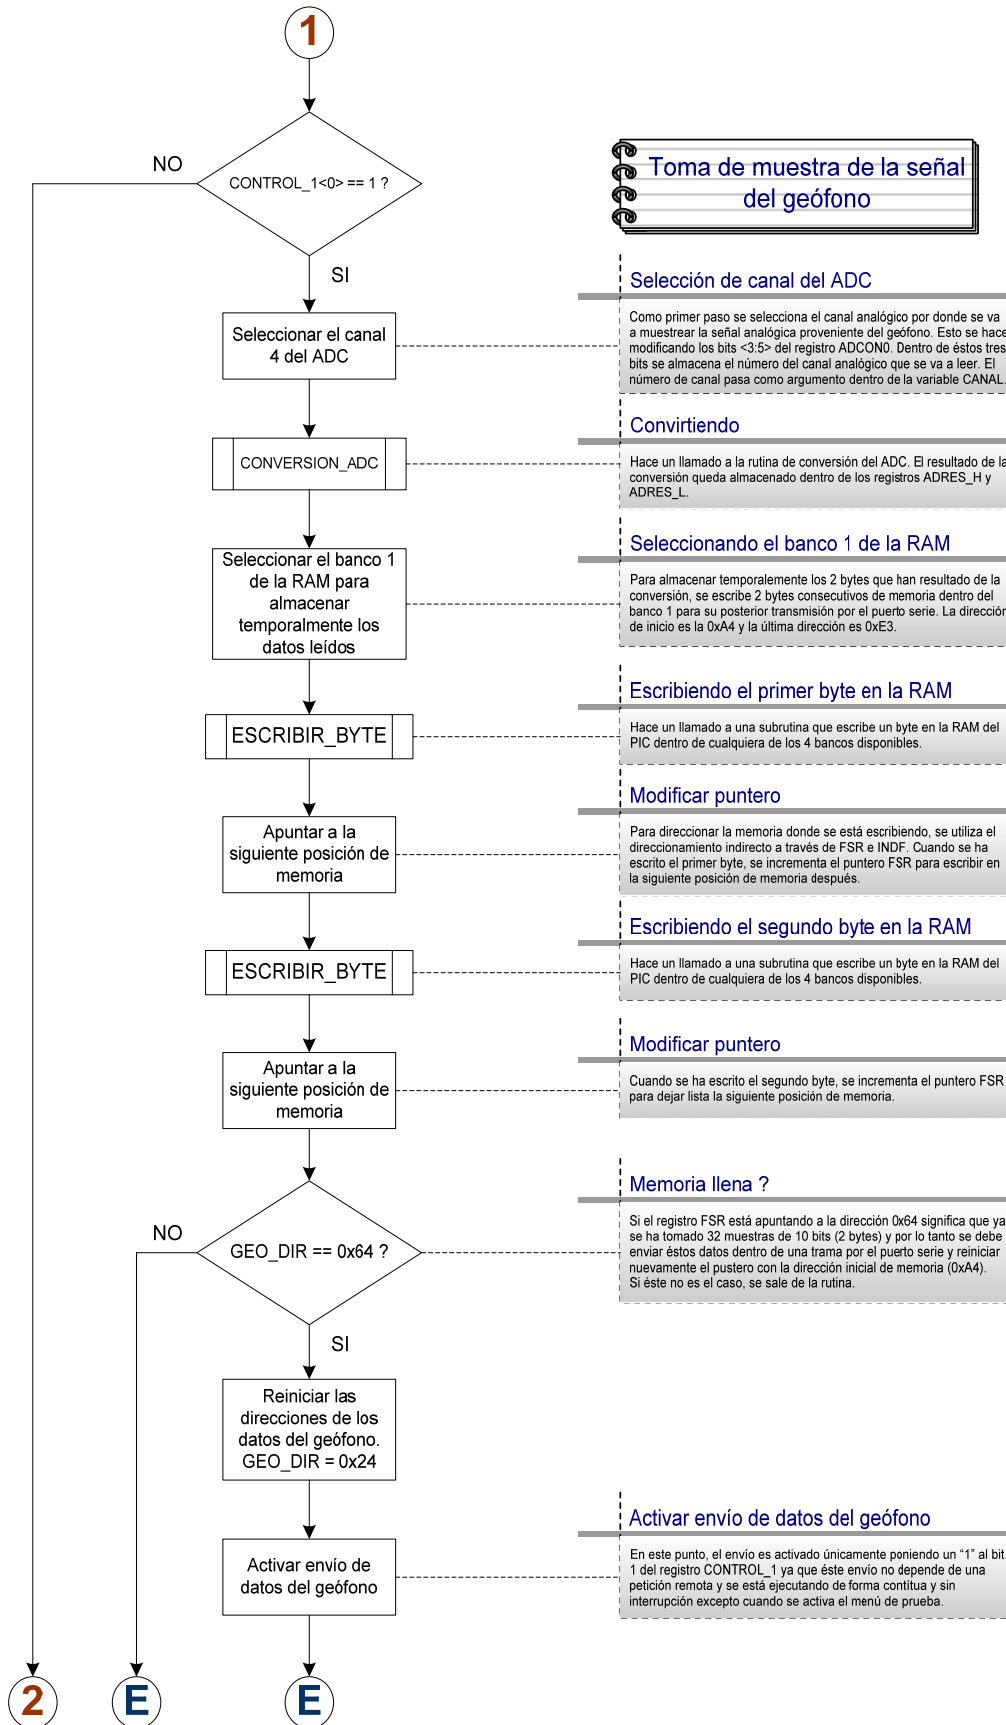 1
NO
CONTROL_1<0> == 1 ?
SI
Toma de muestra de la señal
del geófono
Seleccionar el canal
4 del ADC
Selección de canal del ADC
Como primer paso se selecciona el canal analógico por donde se va
a muestrear la señal analógica proveniente del geófono. Esto se hace
modificando los bits <3:5> del registro ADCON0. Dentro de éstos tres
bits se almacena el número del canal analógico que se va a leer. El
número de canal pasa como argumento dentro de la variable CANAL.
CONVERSION_ADC
Convirtiendo
Hace un llamado a la rutina de conversión del ADC. El resultado de la
conversión queda almacenado dentro de los registros ADRES_H y
ADRES_L.
Seleccionar el banco 1
de la RAM para
almacenar
temporalmente los
datos leídos
Seleccionando el banco 1 de la RAM
Para almacenar temporalemente los 2 bytes que han resultado de la
conversión, se escribe 2 bytes consecutivos de memoria dentro del
banco 1 para su posterior transmisión por el puerto serie. La dirección
de inicio es la 0xA4 y la última dirección es 0xE3.
ESCRIBIR_BYTE
Escribiendo el primer byte en la RAM
Hace un llamado a una subrutina que escribe un byte en la RAM del
PIC dentro de cualquiera de los 4 bancos disponibles.
Apuntar a la
siguiente posición de
memoria
Modificar puntero
Para direccionar la memoria donde se está escribiendo, se utiliza el
direccionamiento indirecto a través de FSR e INDF. Cuando se ha
escrito el primer byte, se incrementa el puntero FSR para escribir en
la siguiente posición de memoria después.
ESCRIBIR_BYTE
Escribiendo el segundo byte en la RAM
Hace un llamado a una subrutina que escribe un byte en la RAM del
PIC dentro de cualquiera de los 4 bancos disponibles.
Apuntar a la
siguiente posición de
memoria
Modificar puntero
Cuando se ha escrito el segundo byte, se incrementa el puntero FSR
para dejar lista la siguiente posición de memoria.
NO
GEO_DIR == 0x64 ?
SI
Memoria llena ?
Si el registro FSR está apuntando a la dirección 0x64 significa que ya
se ha tomado 32 muestras de 10 bits (2 bytes) y por lo tanto se debe
enviar éstos datos dentro de una trama por el puerto serie y reiniciar
nuevamente el pustero con la dirección inicial de memoria (0xA4).
Si éste no es el caso, se sale de la rutina.
Reiniciar las
direcciones de los
datos del geófono.
GEO_DIR = 0x24
Activar envío de
datos del geófono
Activar envío de datos del geófono
En este punto, el envío es activado únicamente poniendo un “1” al bit
1 del registro CONTROL_1 ya que éste envío no depende de una
petición remota y se está ejecutando de forma contítua y sin
interrupción excepto cuando se activa el menú de prueba.
2
E
E